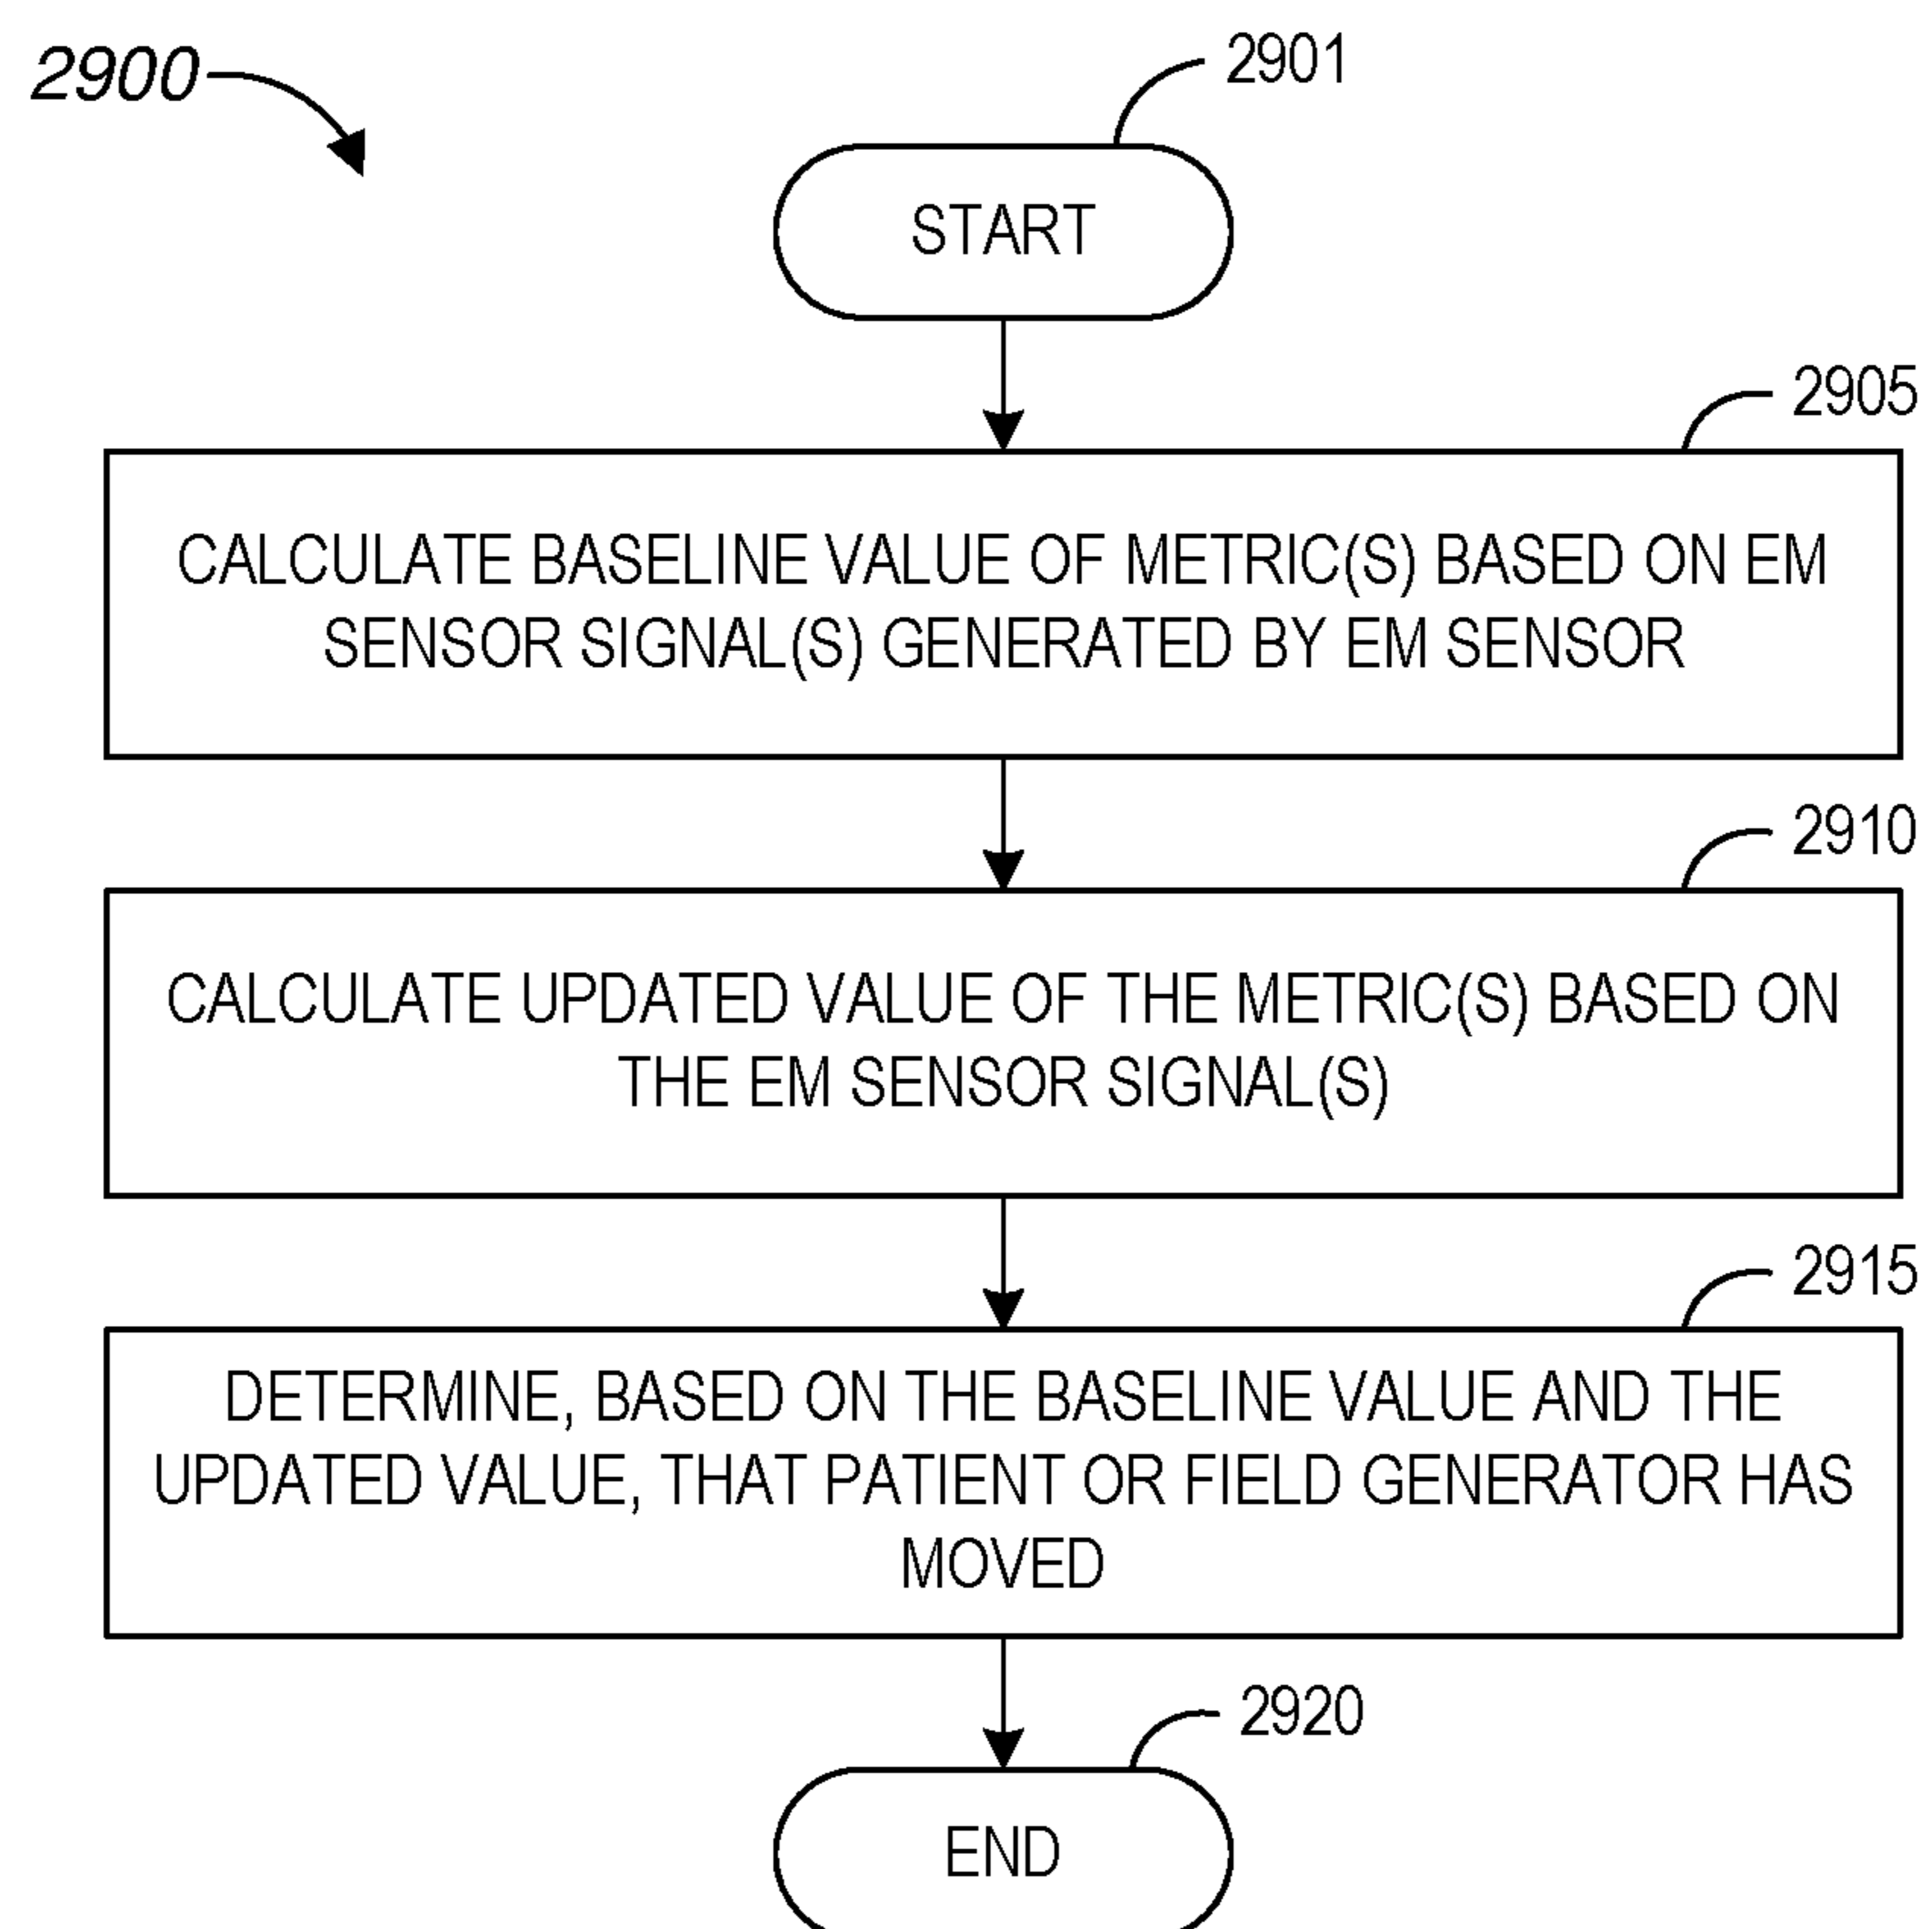 2900
2901
START
2905
CALCULATE BASELINE VALUE OF METRIC(S) BASED ON EM
SENSOR SIGNAL(S) GENERATED BY EM SENSOR
2910
CALCULATE UPDATED VALUE OF THE METRIC(S) BASED ON
THE EM SENSOR SIGNAL(S)
2915
DETERMINE, BASED ON THE BASELINE VALUE AND THE
UPDATED VALUE, THAT PATIENT OR FIELD GENERATOR HAS
MOVED
2920
END